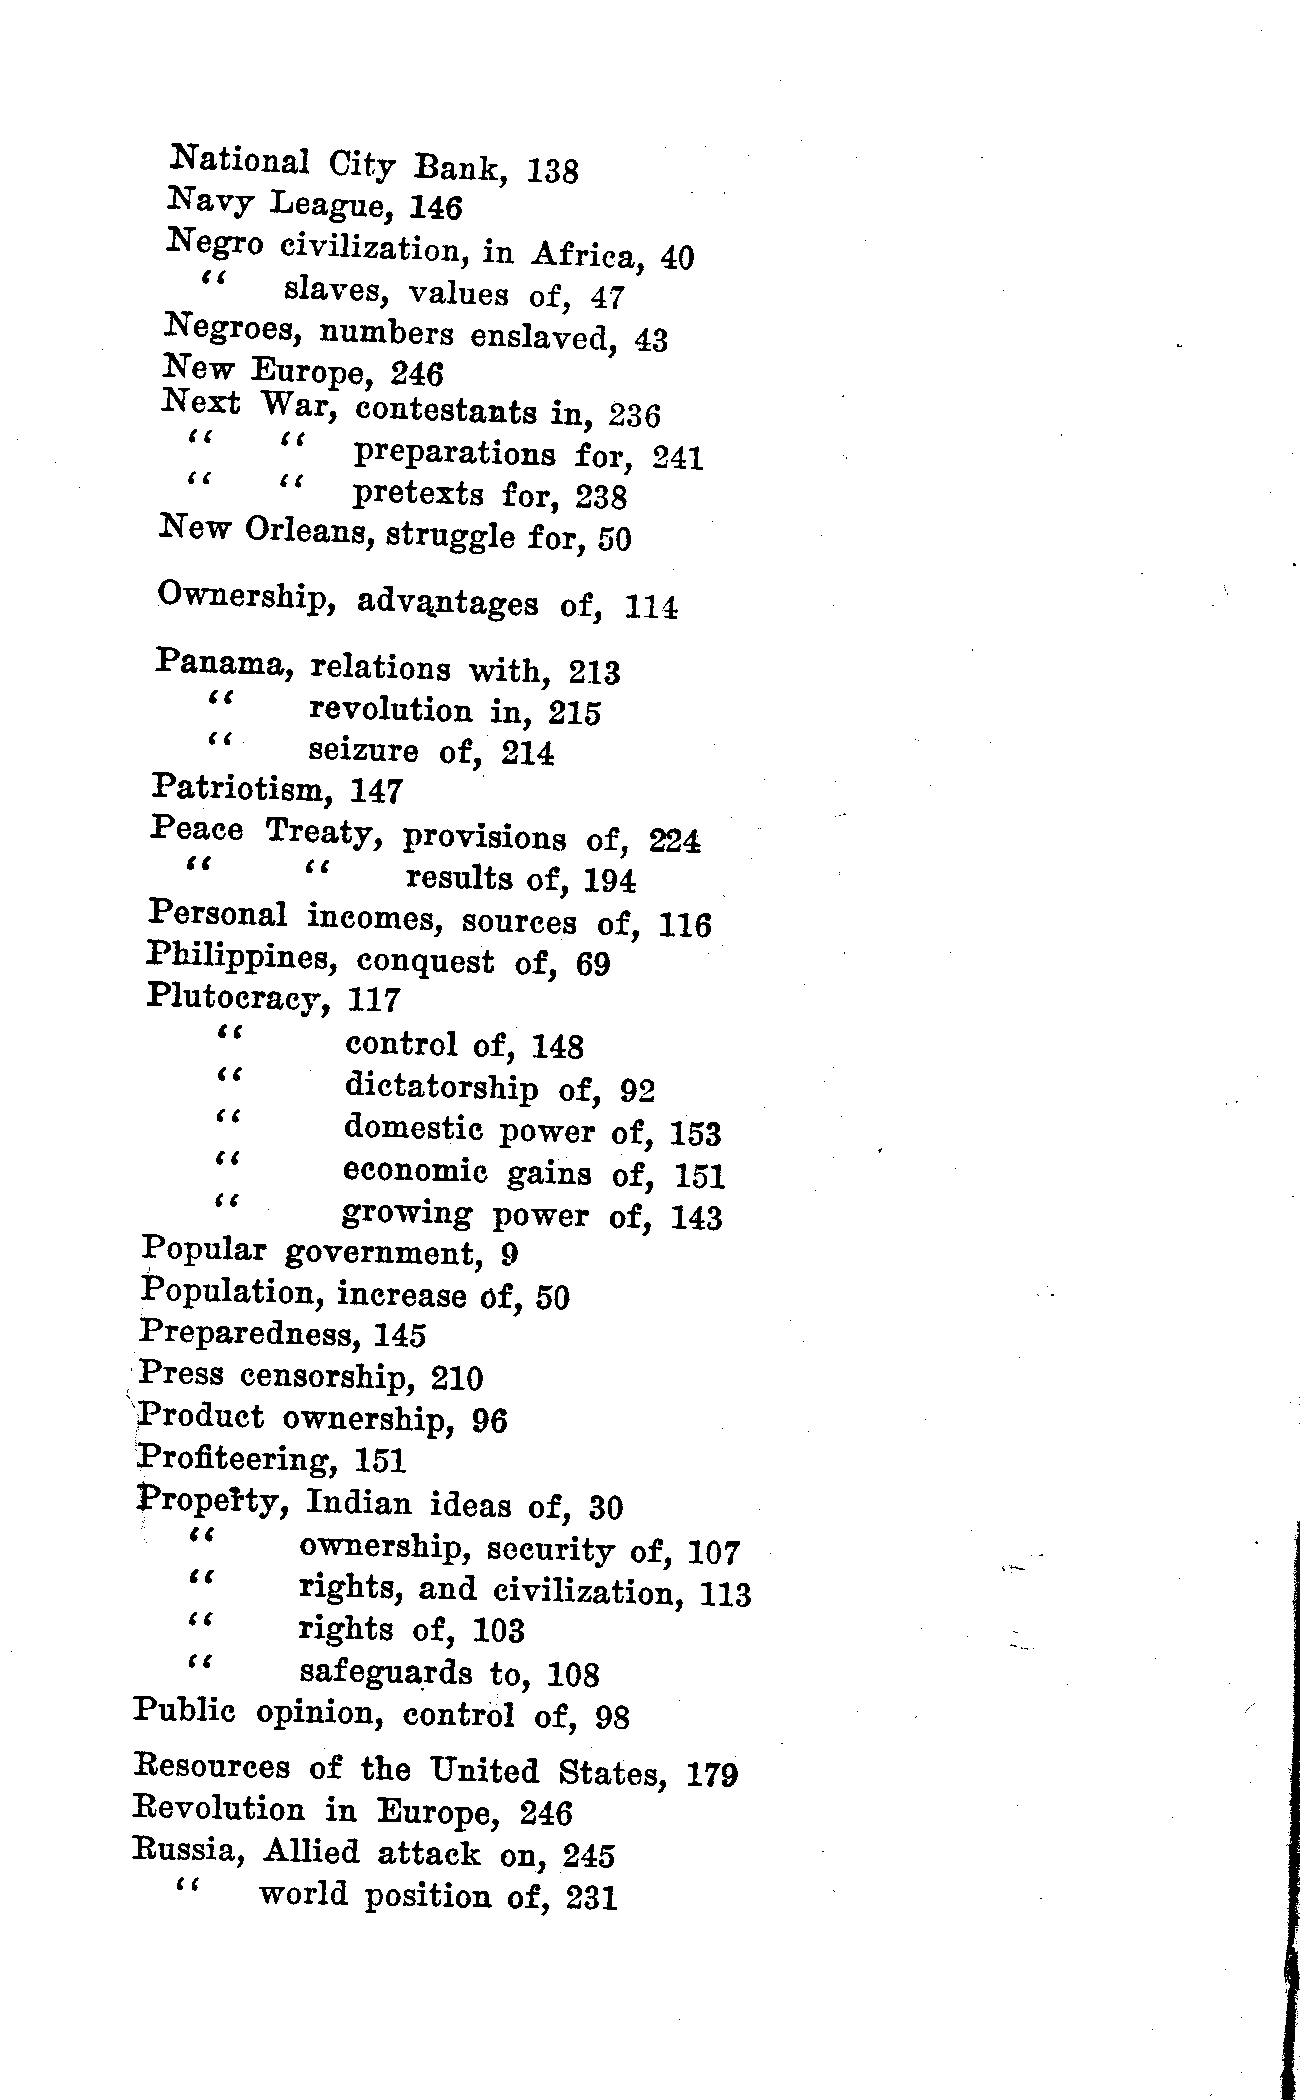 National City Bank, 138
Navy League, 146
Negro civilization, in Africa, 40
“ slaves, values of, 47
Negroes, numbers enslaved, 43
New Europe, 246
Next War, contestants in, 236
“ “ preparations for, 241
“ “ pretexts for, 238
New Orleans, struggle for, 50
Ownership, advantages of, 114
Panama, relations with, 213
“ revolution in, 215
“ seizure of, 214
Patriotism, 147
Peace Treaty, provisions of, 224
“ “ results of, 194
Personal incomes, sources of, 116
Philippines, conquest of, 69
Plutocracy, 117
“ control of, 148
“ dictatorship of, 92
“ domestic power of, 153
“ economic gains of, 151
“ growing power of, 143
Popular government, 9
Population, increase of, 50
Preparedness, 145
Press censorship, 210
Product ownership, 96
Profiteering, 151
Property, Indian ideas of, 30
“ ownership, security of, 107
“ rights, and civilization, 113
“ rights of, 103
“ safeguards to, 108
Public opinion, control of, 98
Resources of the United States, 179
Revolution in Europe, 246
Russia, Allied attack on, 245
“ world position of, 231